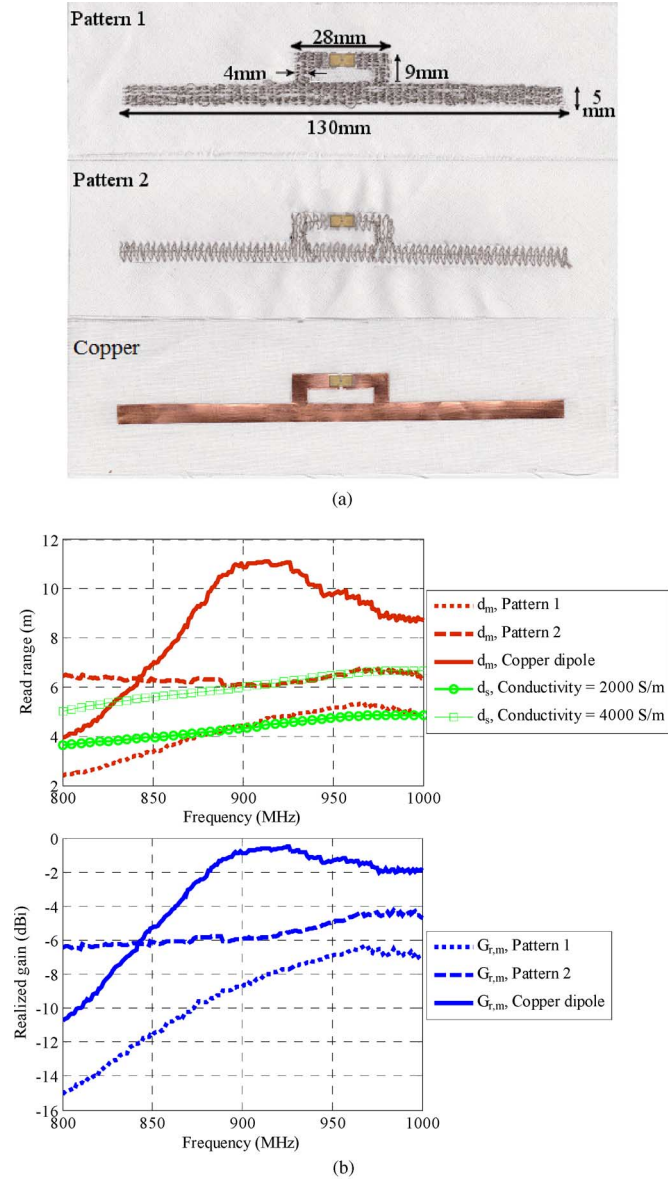 Pattern 1
28mm
4mm
9mm
5
mm
130mm
Pattern 2
Copper
(a)
12
10
8
6
4
2
Read range (m)
800 850 900 950 1000
Frequency (MHz)
dm, Pattern 1
dm, Pattern 2
dm, Copper dipole
ds, Conductivity = 2000 S/m
ds, Conductivity = 4000 S/m
0
-2
-4
-6
-8
-10
-12
-14
-16
Realized gain (dBi)
800 850 900 950 1000
Frequency (MHz)
Gr,m, Pattern 1
Gr,m, Pattern 2
Gr,m, Copper dipole
(b)